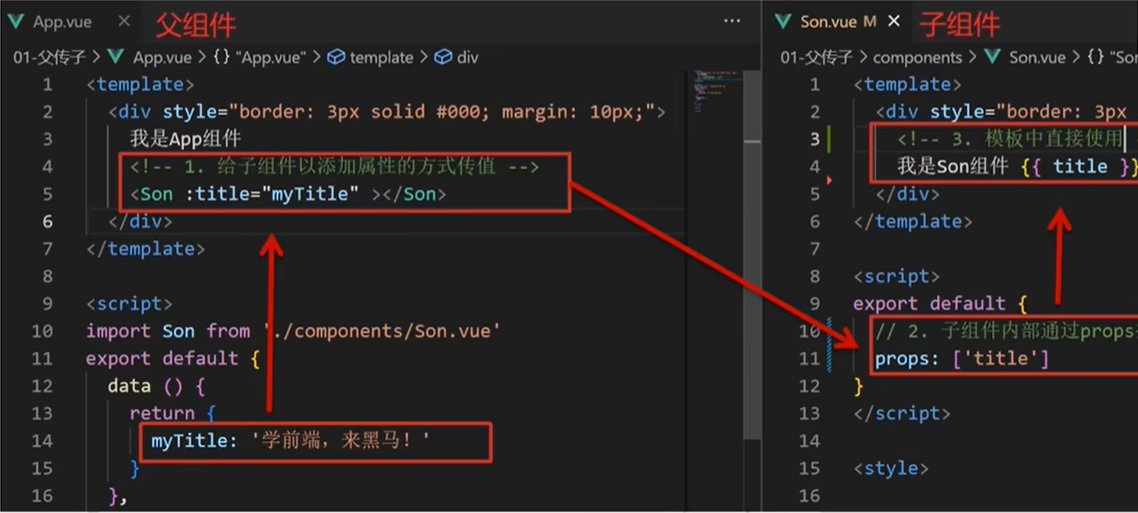 App.vue
父组件
01-父传子 > App.vue > {} "App.vue" > template > div
1 <template>
2 <div style="border: 3px solid #000; margin: 10px;">
3 我是App组件
4 <!-- 1. 给子组件以添加属性的方式传值 -->
5 <Son :title="myTitle" ></Son>
6 </div>
7 </template>
8
9 <script>
10 import Son from './components/Son.vue'
11 export default {
12 data () {
13 return {
14 myTitle: '学前端，来黑马！'
15 }
16 },
Son.vue M
子组件
01-父传子 > components > Son.vue > {} "Son
1 <template>
2 <div style="border: 3px
3 <!-- 3. 模板中直接使用
4 我是Son组件 {{ title }}
5 </div>
6 </template>
7
8 <script>
9 export default {
10 // 2. 子组件内部通过props
11 props: ['title']
12 }
13 </script>
14
15 <style>
16